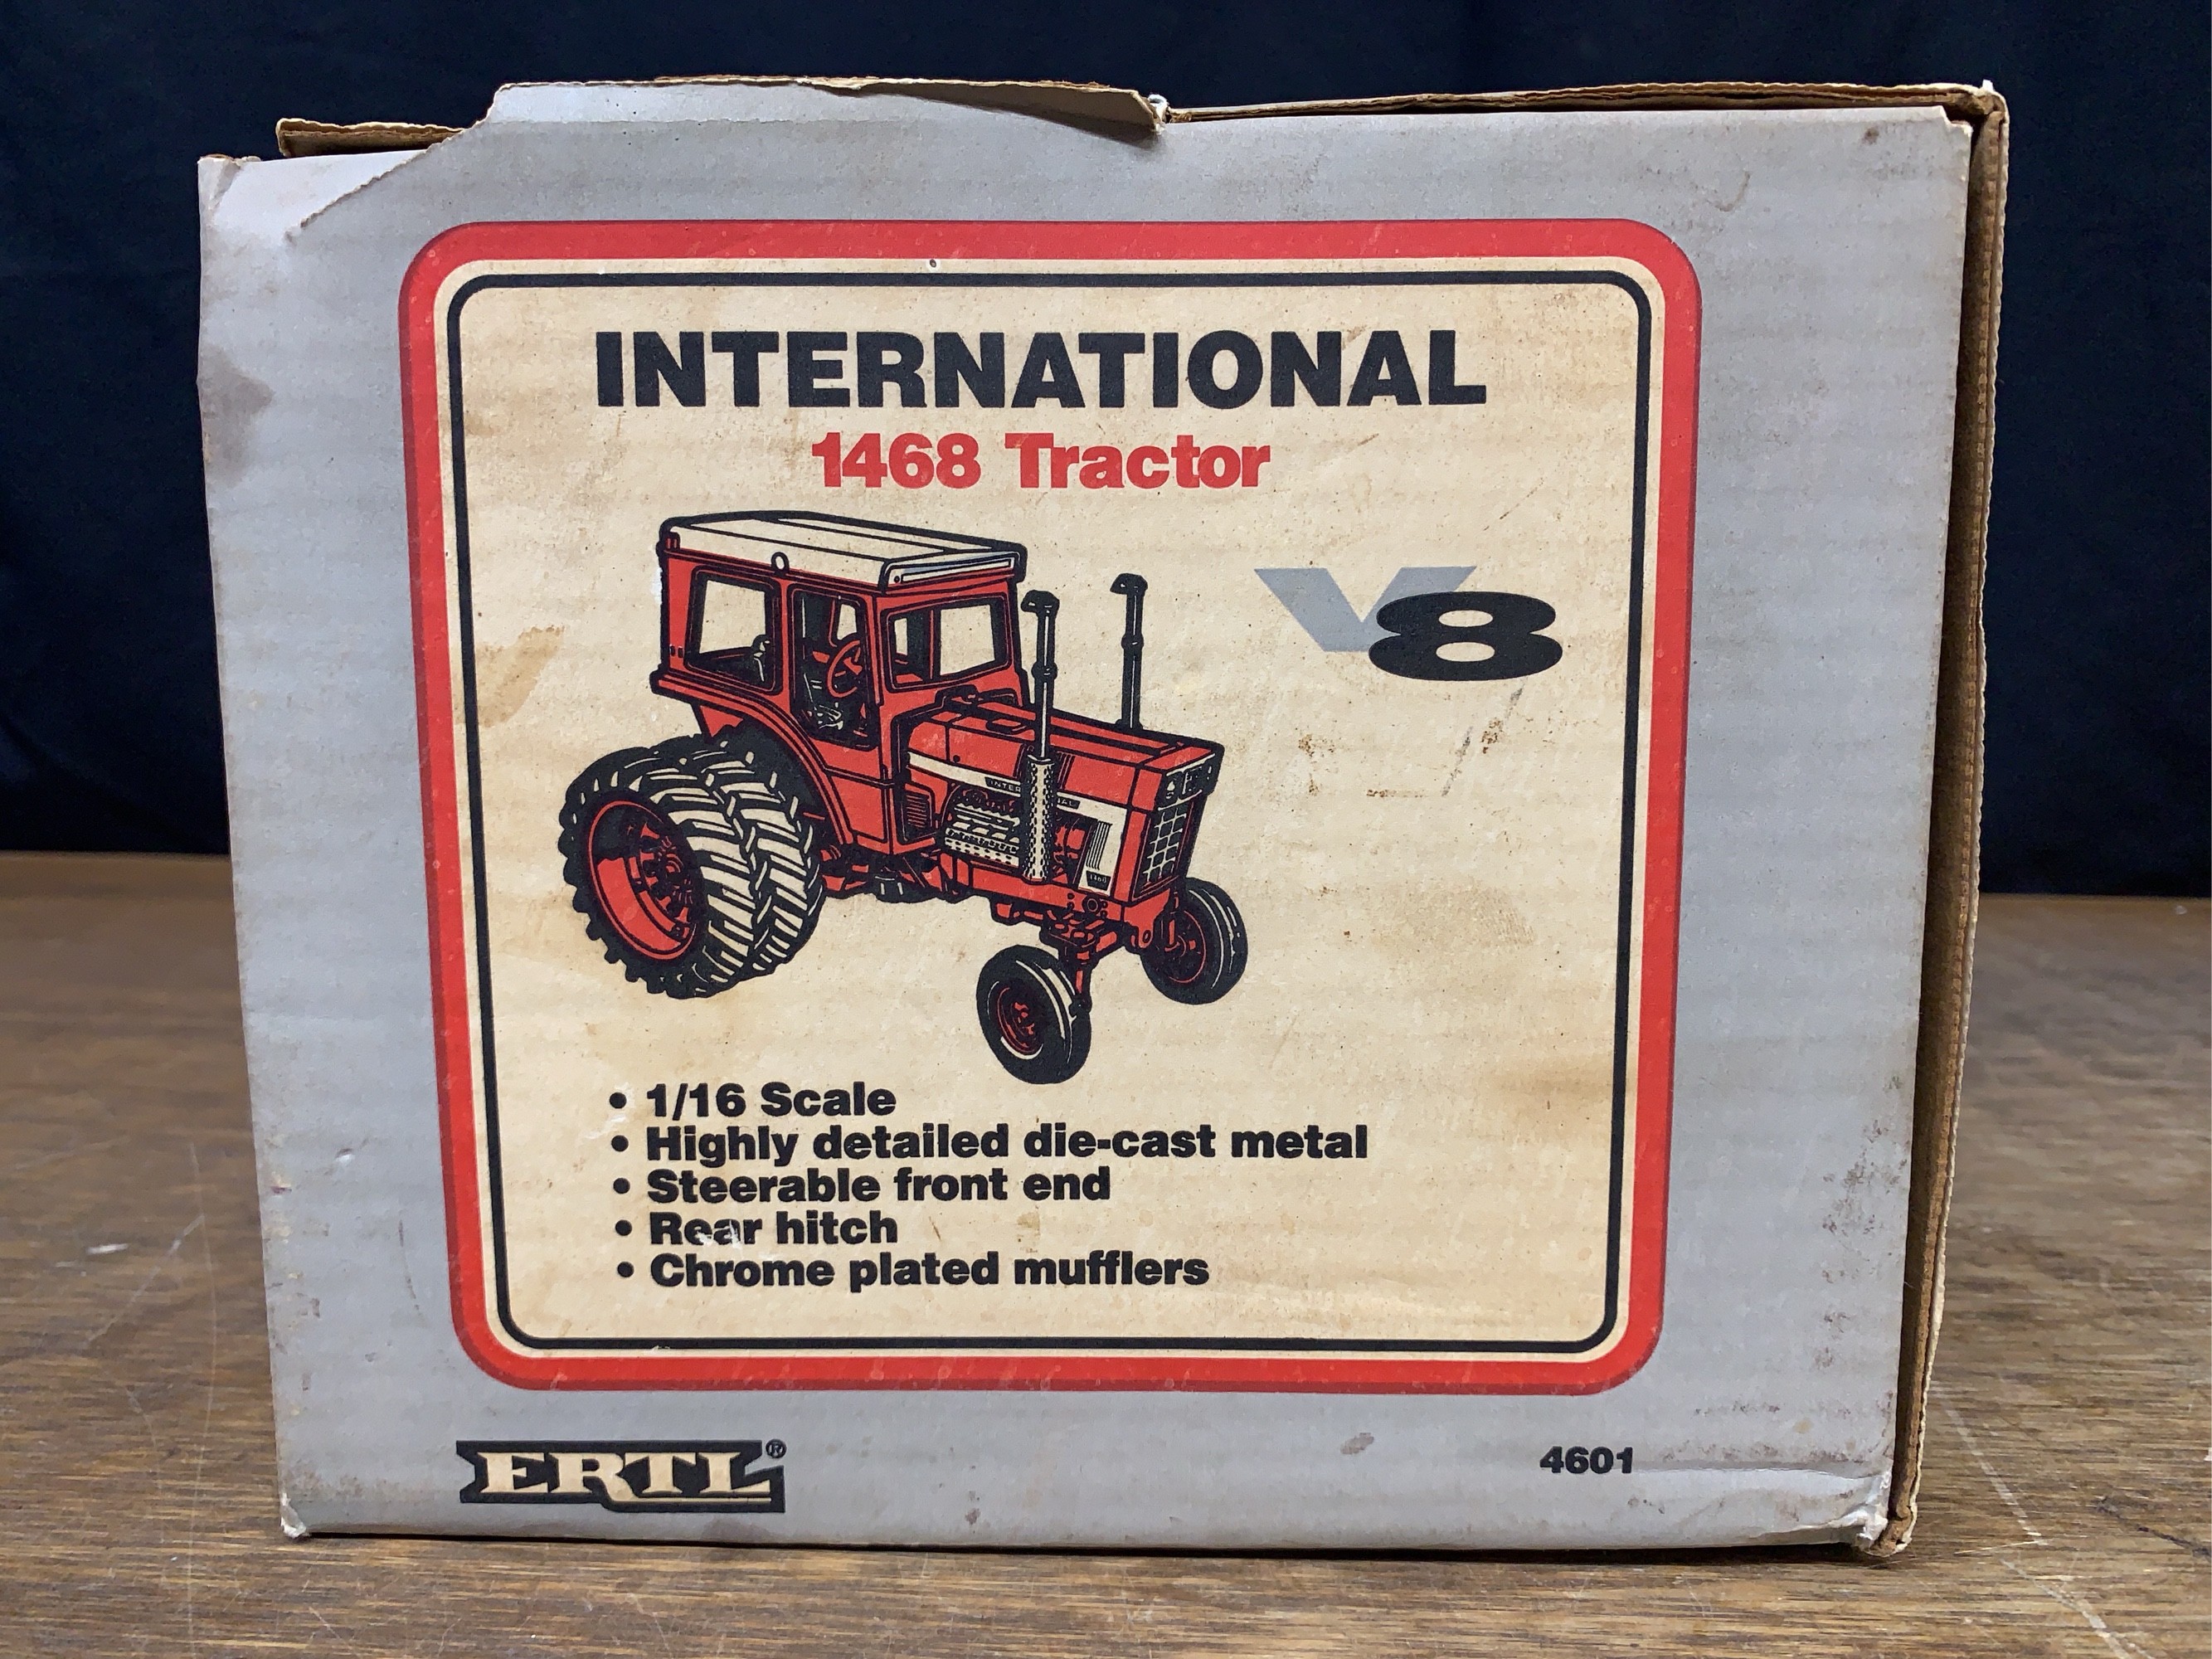 INTERNATIONAL
1468 Tractor
V8
INTERNATIONAL
• 1/16 Scale
• Highly detailed die-cast metal
• Steerable front end
• Rear hitch
• Chrome plated mufflers
ERTL®
4601